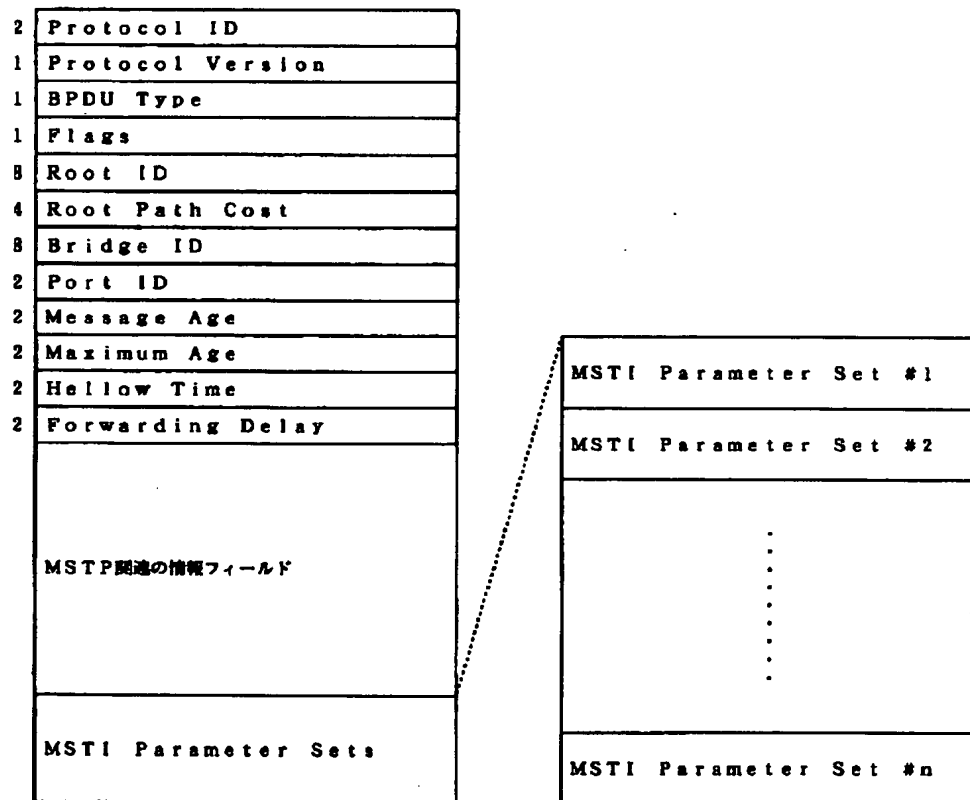 2 Protocol ID
1 Protocol Version
1 BPDU Type
1 Flags
8 Root ID
4 Root Path Cost
8 Bridge ID
2 Port ID
2 Message Age
2 Maximum Age
2 Hellow Time
2 Forwarding Delay
MSTP関連の情報フィールド
MSTI Parameter Sets
MSTI Parameter Set #1
MSTI Parameter Set #2
MSTI Parameter Set #n